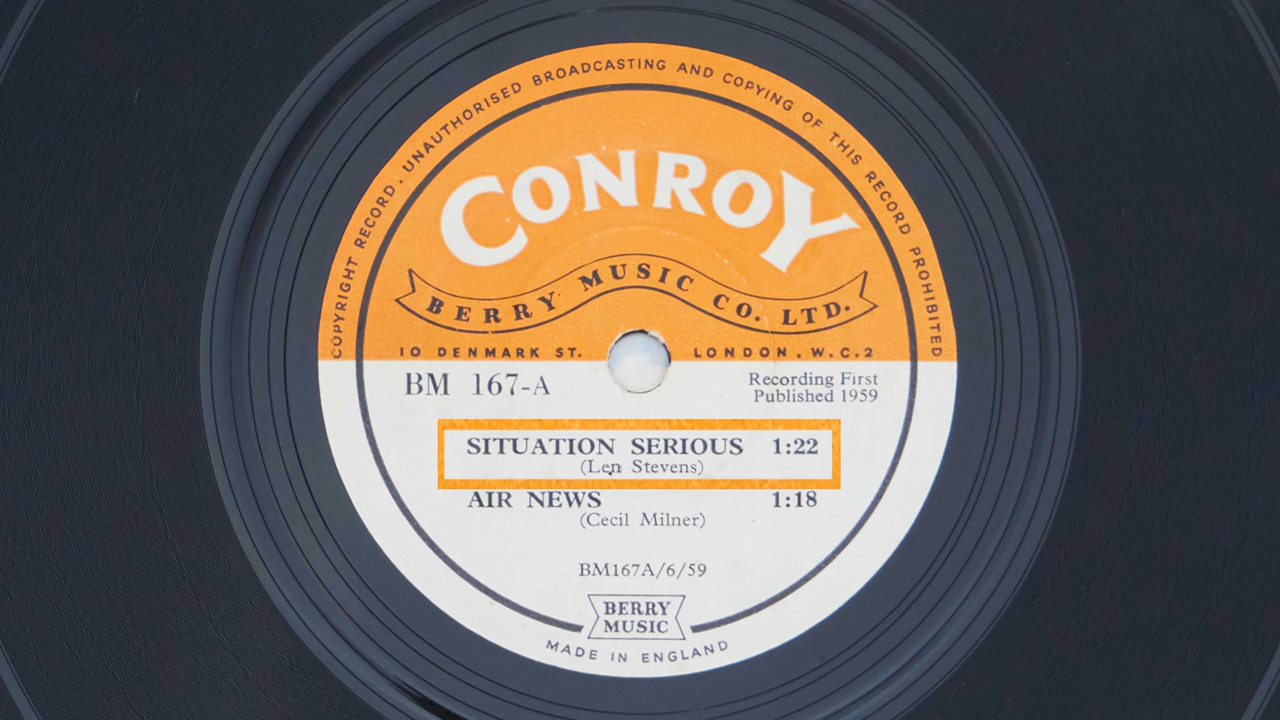 COPYRIGHT RECORD. UNAUTHORISED BROADCASTING AND COPYING OF THIS RECORD PROHIBITED
CONROY
BERRY MUSIC CO. LTD.
10 DENMARK ST. LONDON. W.C.2
BM 167-A
Recording First
Published 1959
SITUATION SERIOUS 1:22
(Len Stevens)
AIR NEWS 1:18
(Cecil Milner)
BM167A/6/59
BERRY
MUSIC
MADE IN ENGLAND